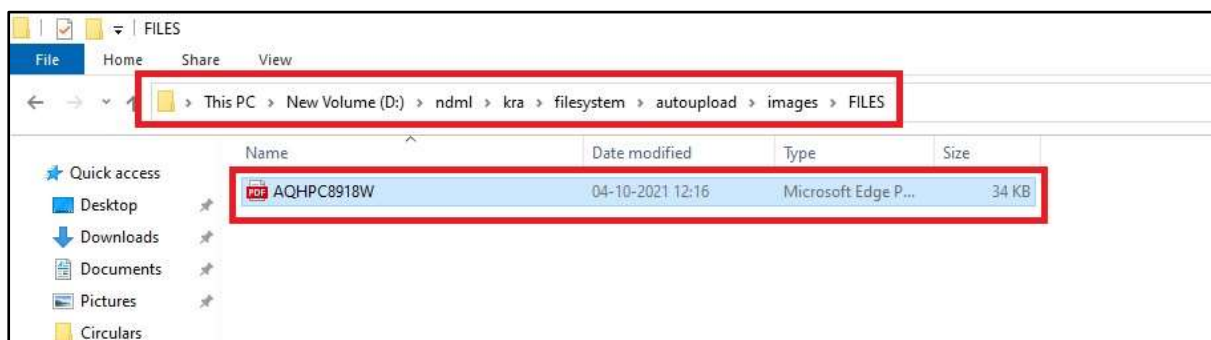 FILES
File Home Share View
This PC > New Volume (D:) > ndml > kra > filesystem > autoupload > images > FILES
Name Date modified Type Size
Quick access
PDF AQHPC8918W 04-10-2021 12:16 Microsoft Edge P... 34 KB
Desktop
Downloads
Documents
Pictures
Circulars